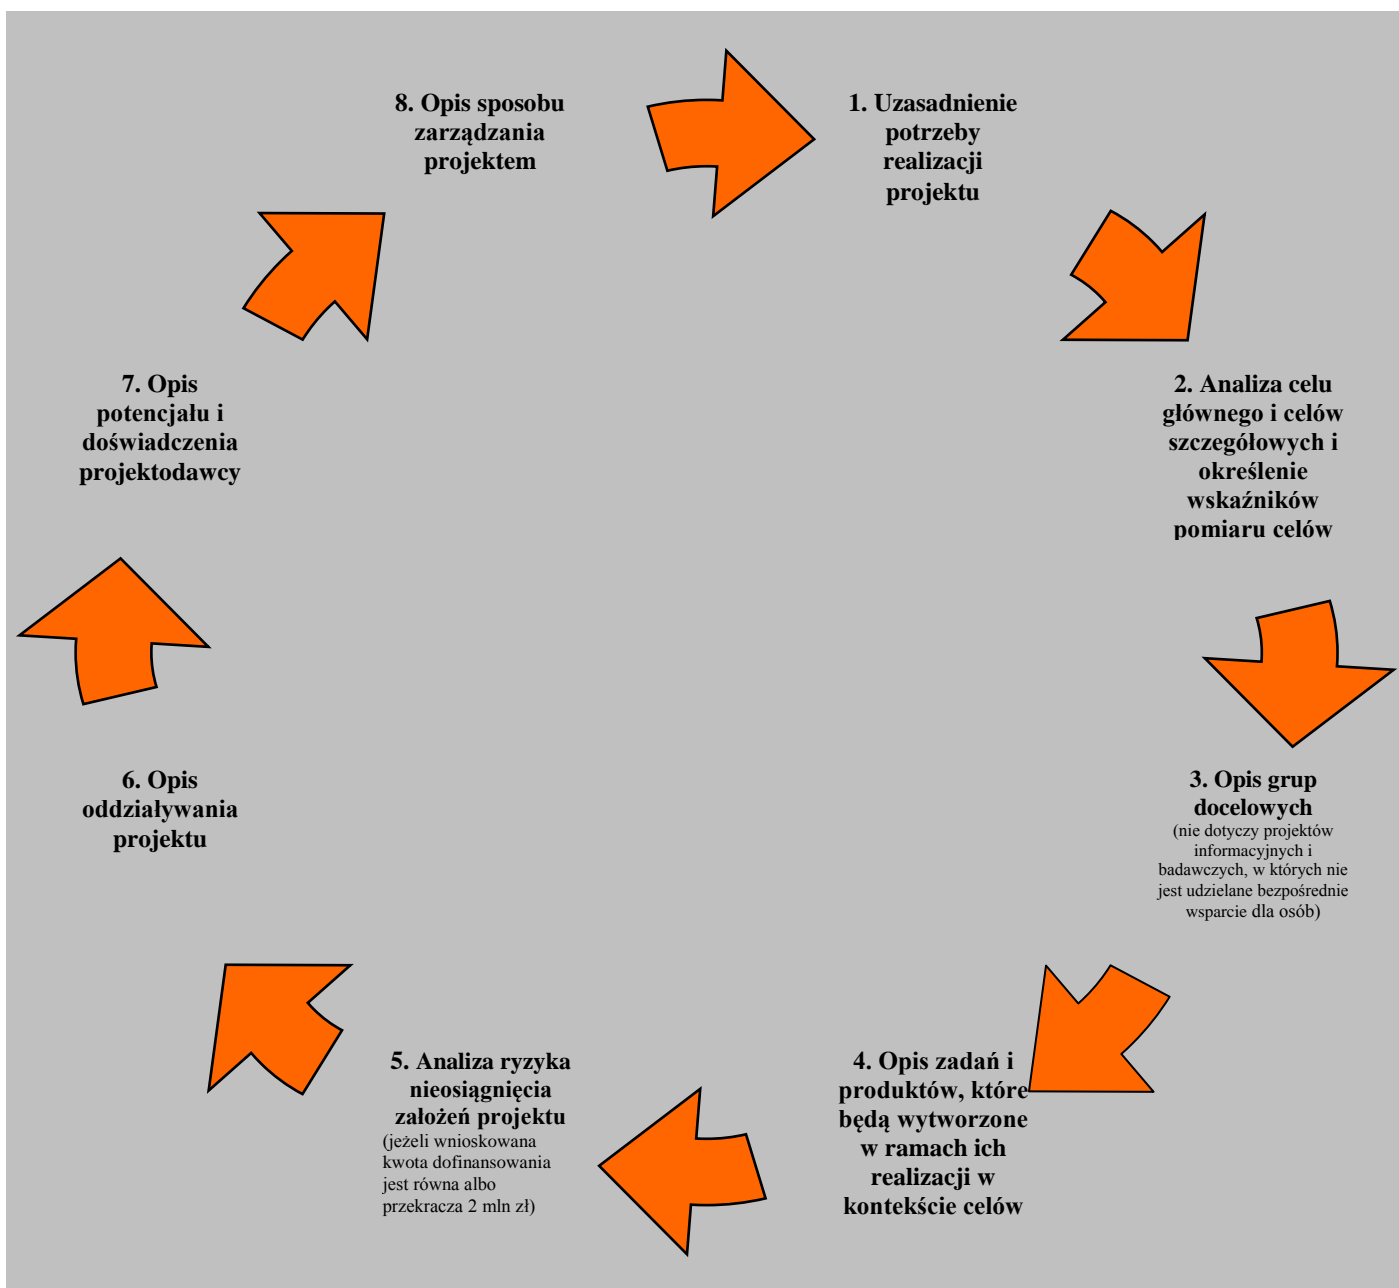 8. Opis sposobu
zarządzania
projektem
1. Uzasadnienie
potrzeby
realizacji
projektu
2. Analiza celu
głównego i celów
szczegółowych i
określenie
wskaźników
pomiaru celów
3. Opis grup
docelowych
(nie dotyczy projektów
informacyjnych i
badawczych, w których nie
jest udzielane bezpośrednie
wsparcie dla osób)
4. Opis zadań i
produktów, które
będą wytworzone
w ramach ich
realizacji w
kontekście celów
5. Analiza ryzyka
nieosiągnięcia
założeń projektu
(jeżeli wnioskowana
kwota dofinansowania
jest równa albo
przekracza 2 mln zł)
6. Opis
oddziaływania
projektu
7. Opis
potencjału i
doświadczenia
projektodawcy